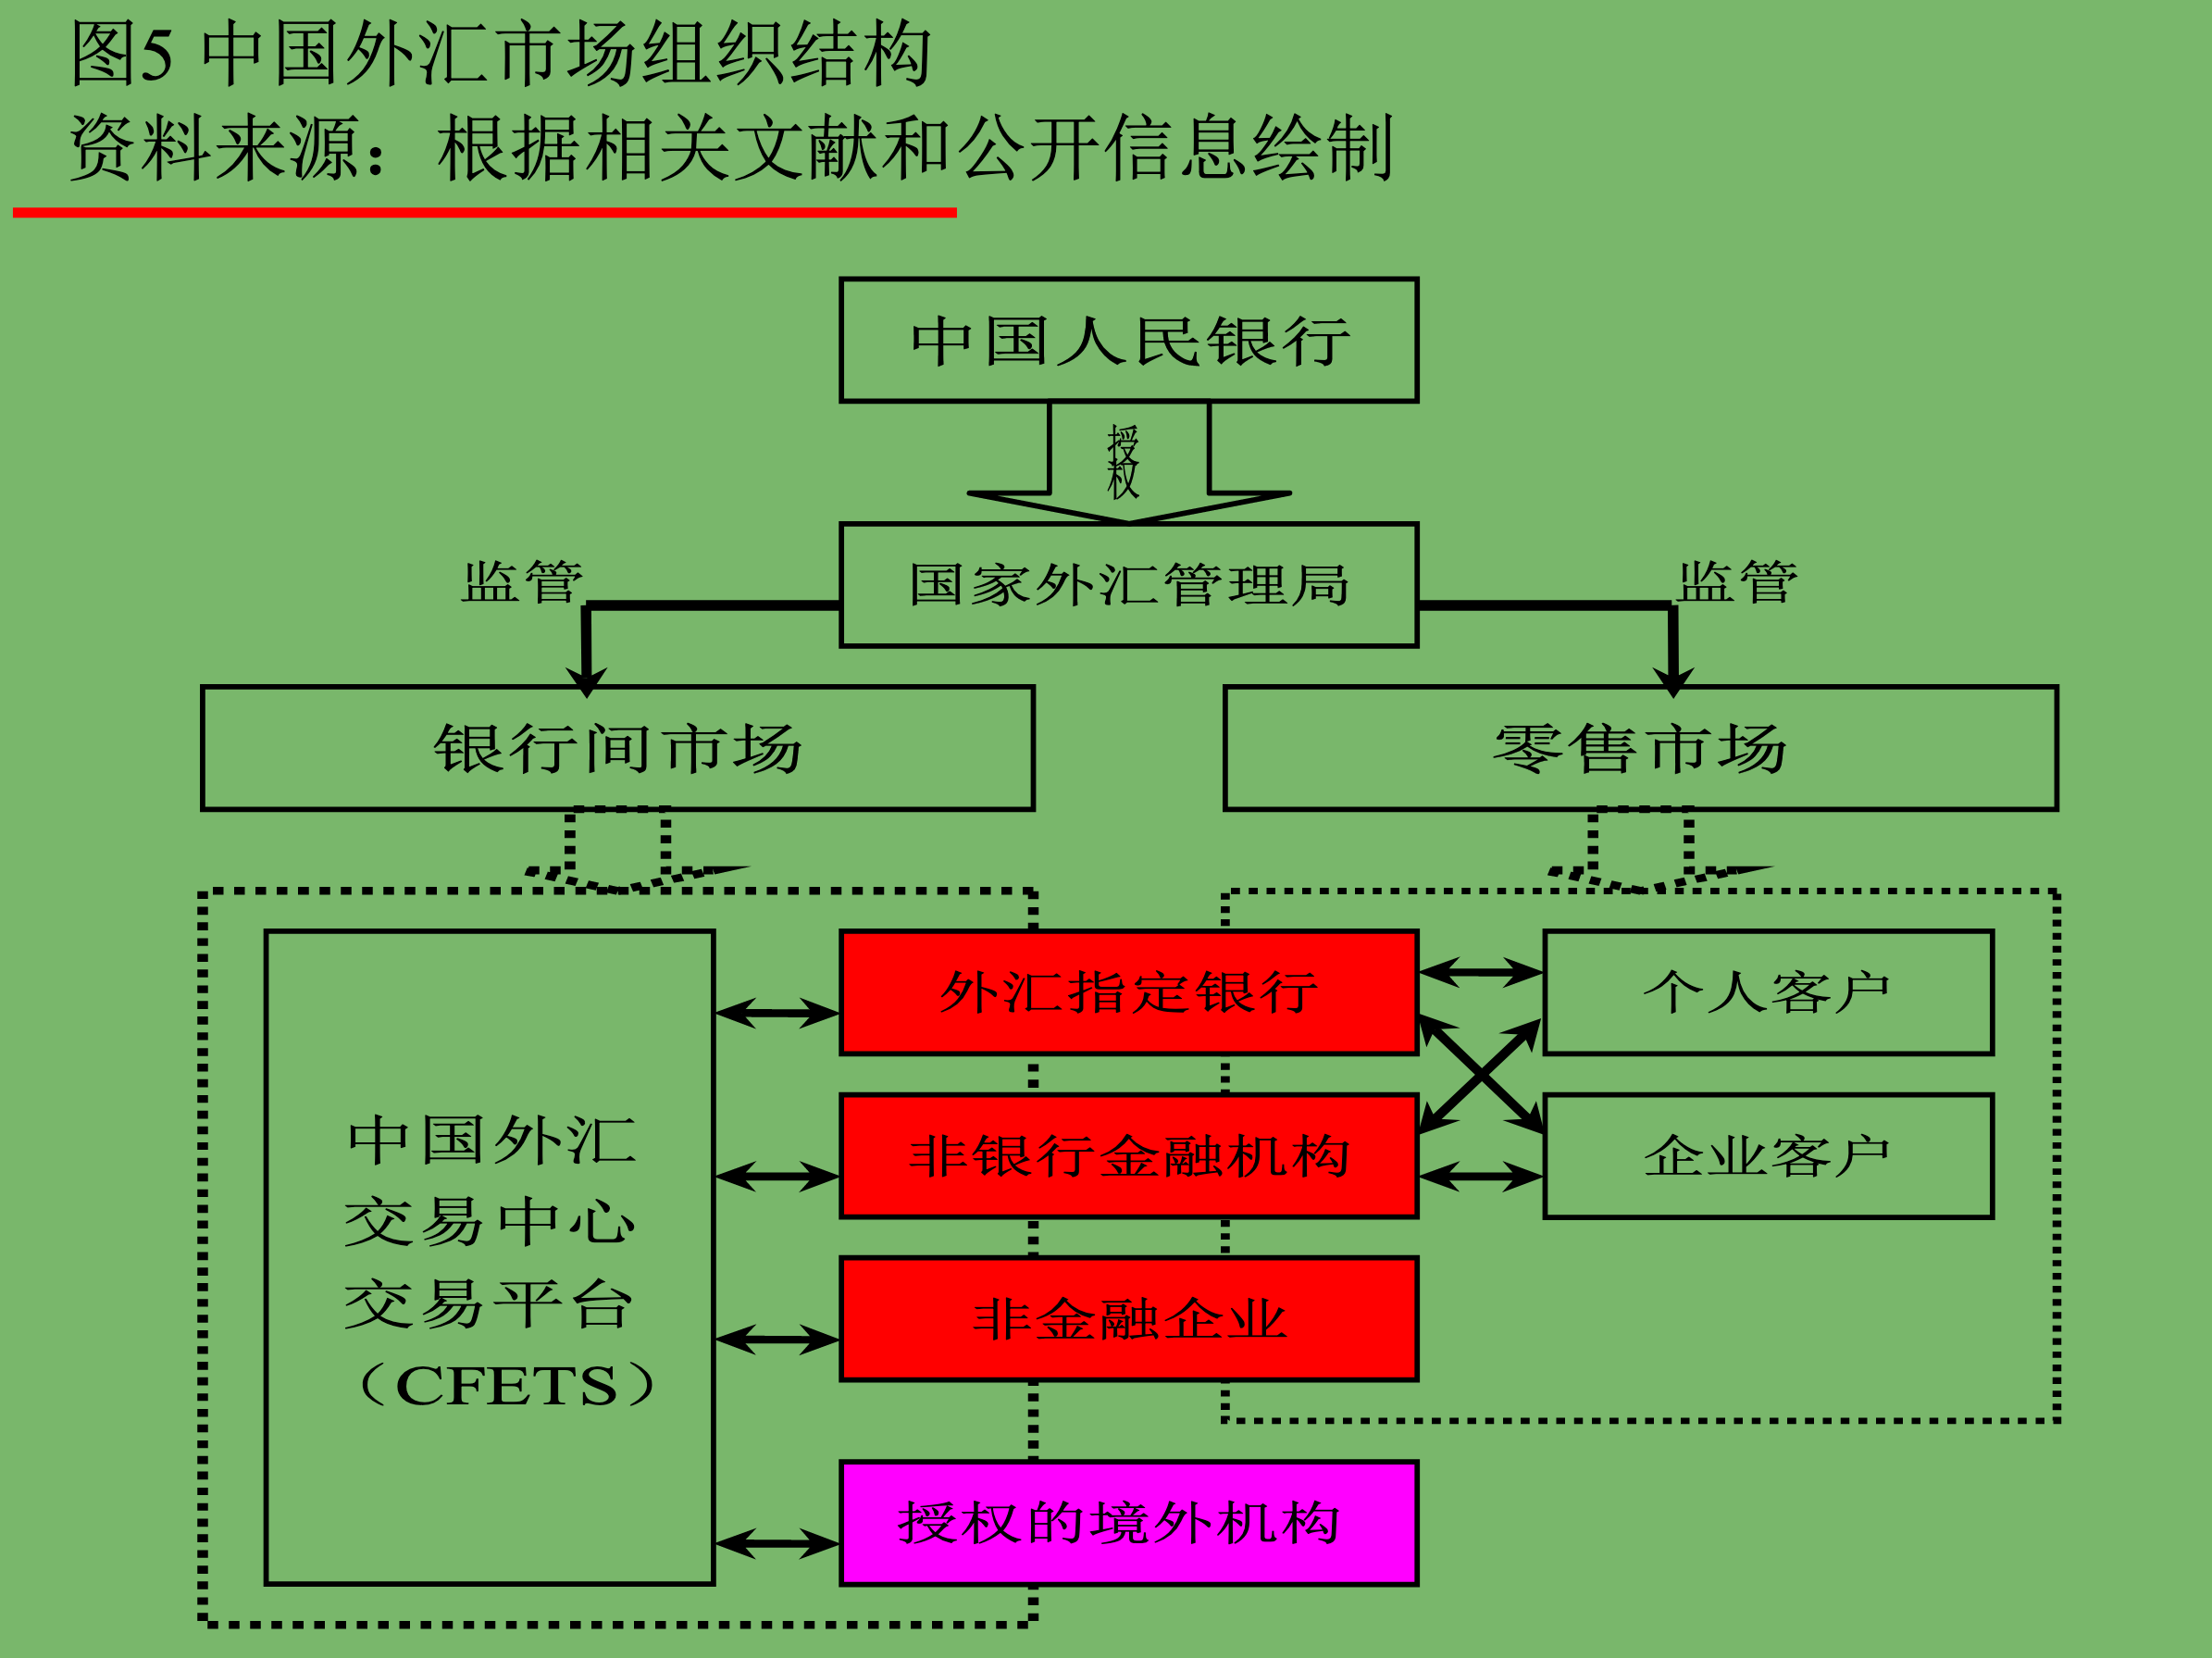 图5 中国外汇市场组织结构
资料来源：根据相关文献和公开信息绘制
中国人民银行
授
权
监管
国家外汇管理局
监管
银行间市场
零售市场
外汇指定银行
个人客户
中国外汇
交易中心
交易平台
（CFETS）
非银行金融机构
企业客户
非金融企业
授权的境外机构